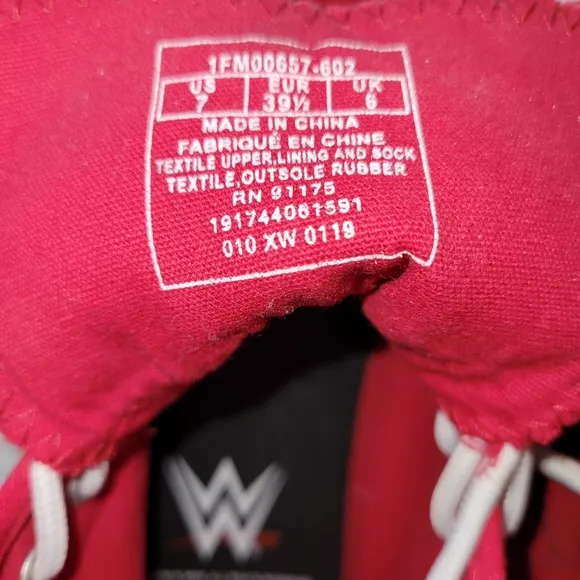 1FM00657-602
US EUR UK
7 39½ 6
MADE IN CHINA
FABRIQUÉ EN CHINE
TEXTILE UPPER, LINING AND SOCK
TEXTILE, OUTSOLE RUBBER
RN 91175
191744061591
010 XW 0119
W